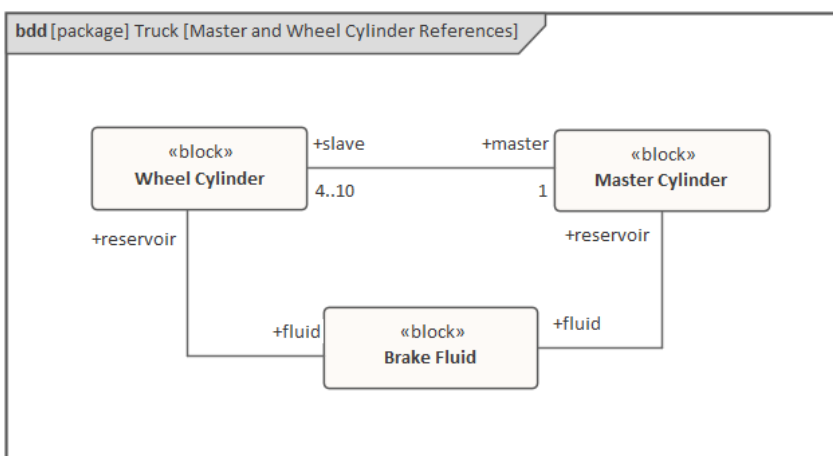 bdd [package] Truck [Master and Wheel Cylinder References]
«block»
Wheel Cylinder
+slave
+master
4..10
1
«block»
Master Cylinder
+reservoir
+reservoir
+fluid
«block»
Brake Fluid
+fluid